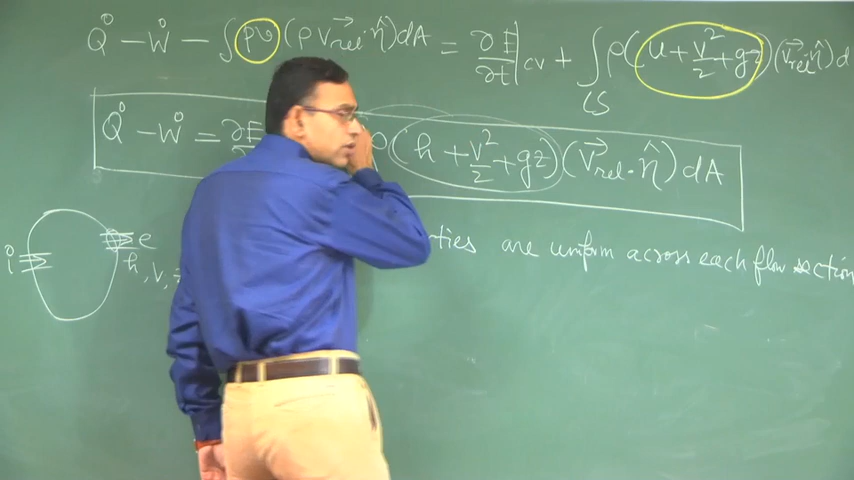 Q° - W° - ∫ pv (ρ V⃗rel · n̂) dA = ∂E/∂t|cv + ∫cs ρ (u + v²/2 + gz) (V⃗rel · n̂) d
Q° - W° = ∂E ρ (h + v²/2 + gz) (V⃗rel · n̂) dA
ties are uniform across each flow section
i e
h, v, z